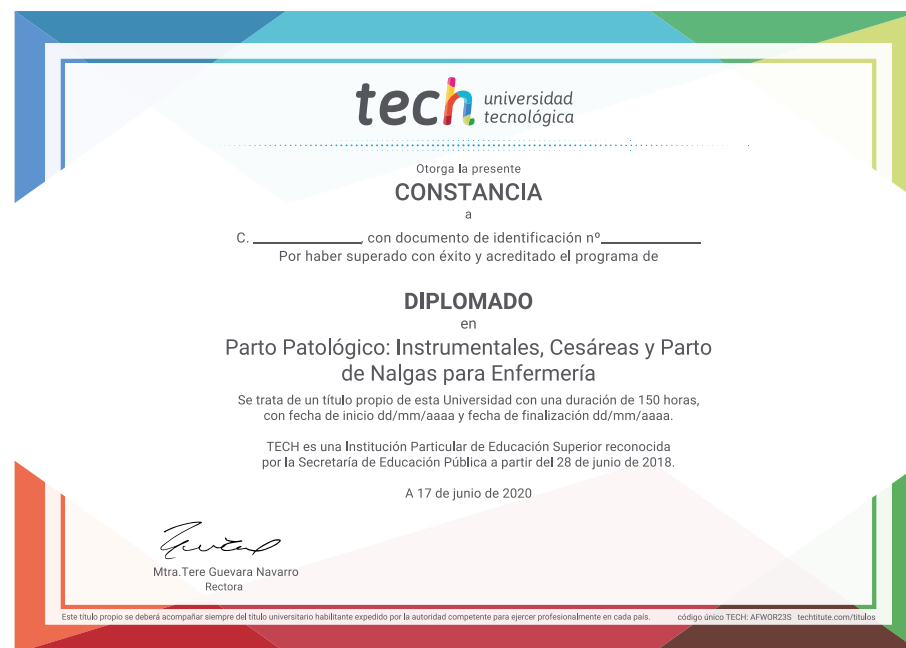 tech universidad
tecnológica
Otorga la presente
CONSTANCIA
a
C. ______________, con documento de identificación nº_____________
Por haber superado con éxito y acreditado el programa de
DIPLOMADO
en
Parto Patológico: Instrumentales, Cesáreas y Parto
de Nalgas para Enfermería
Se trata de un título propio de esta Universidad con una duración de 150 horas,
con fecha de inicio dd/mm/aaaa y fecha de finalización dd/mm/aaaa.
TECH es una Institución Particular de Educación Superior reconocida
por la Secretaría de Educación Pública a partir del 28 de junio de 2018.
A 17 de junio de 2020
Mtra.Tere Guevara Navarro
Rectora
Este título propio se deberá acompañar siempre del título universitario habilitante expedido por la autoridad competente para ejercer profesionalmente en cada país. código único TECH: AFWOR23S techtitute.com/titulos